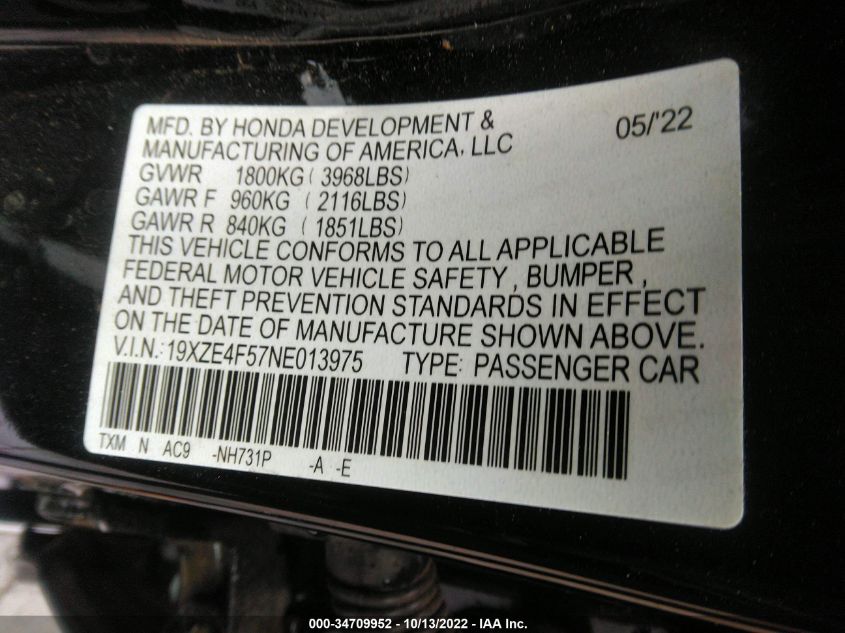 MFD. BY HONDA DEVELOPMENT & 05/'22
MANUFACTURING OF AMERICA, LLC
GVWR 1800KG ( 3968LBS)
GAWR F 960KG ( 2116LBS)
GAWR R 840KG ( 1851LBS)
THIS VEHICLE CONFORMS TO ALL APPLICABLE
FEDERAL MOTOR VEHICLE SAFETY , BUMPER ,
AND THEFT PREVENTION STANDARDS IN EFFECT
ON THE DATE OF MANUFACTURE SHOWN ABOVE.
V.I.N.: 19XZE4F57NE013975 TYPE: PASSENGER CAR
TXM N AC9 -NH731P -A -E
000-34709952 - 10/13/2022 - IAA Inc.